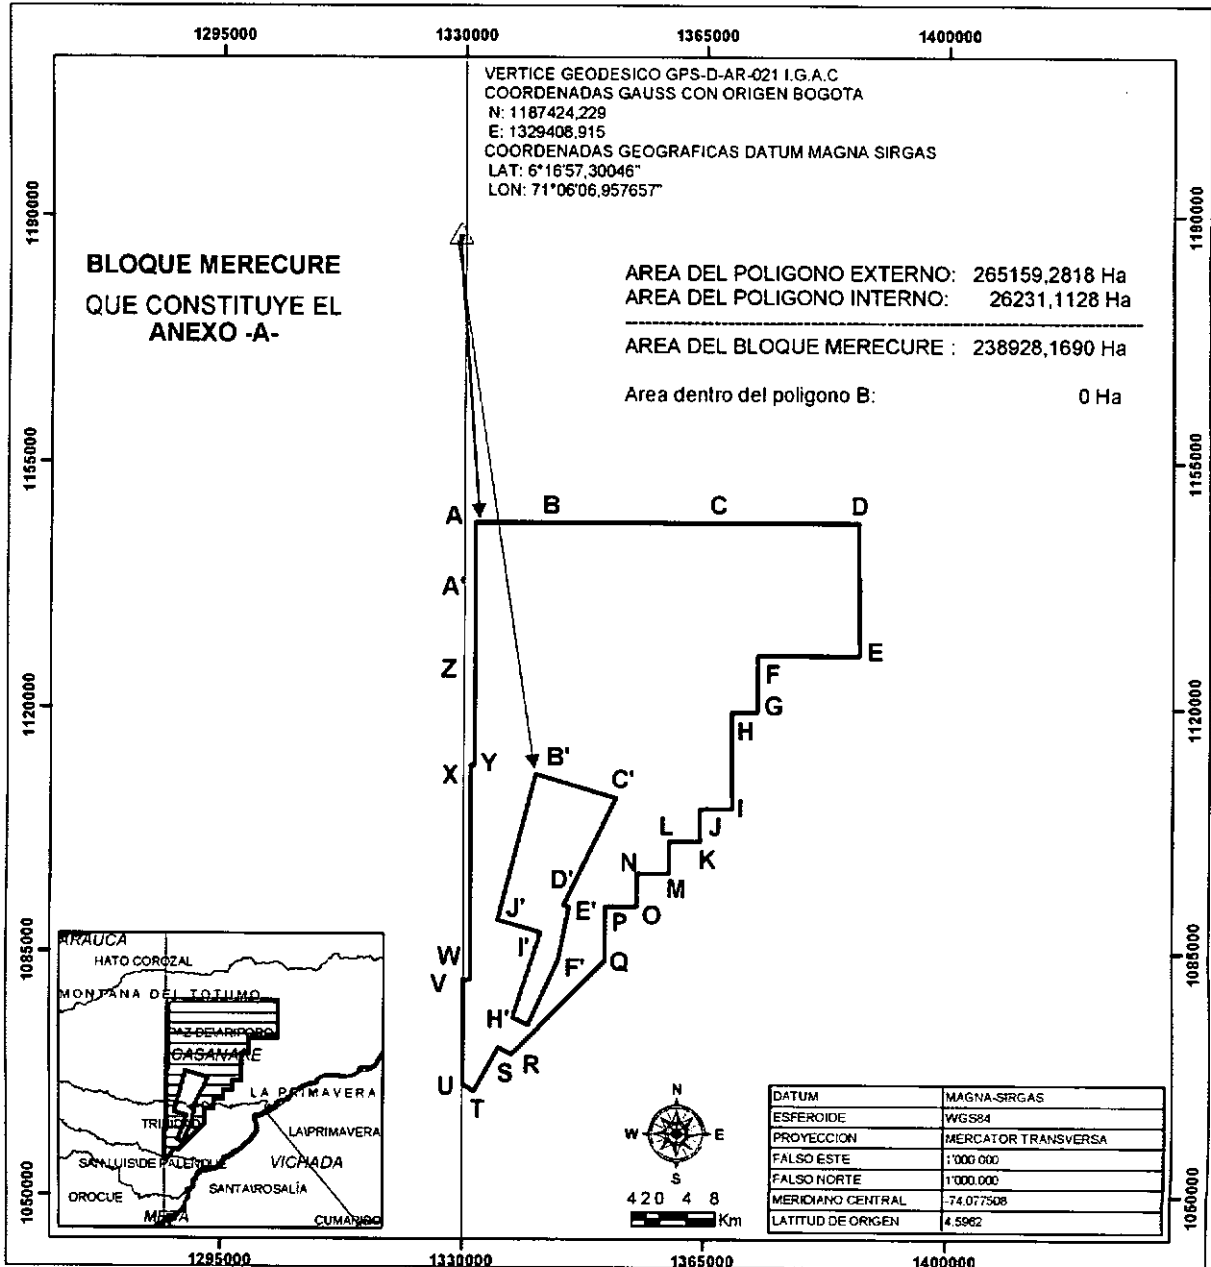 1295000 1330000 1365000 1400000
VERTICE GEODESICO GPS-D-AR-021 I.G.A.C
COORDENADAS GAUSS CON ORIGEN BOGOTA
N: 1187424,229
E: 1329408,915
COORDENADAS GEOGRAFICAS DATUM MAGNA SIRGAS
LAT: 6°16'57,30046"
LON: 71°06'06,957657"
1190000 1190000
BLOQUE MERECURE
QUE CONSTITUYE EL
ANEXO -A-
AREA DEL POLIGONO EXTERNO: 265159,2818 Ha
AREA DEL POLIGONO INTERNO: 26231,1128 Ha
AREA DEL BLOQUE MERECURE : 238928,1690 Ha
Area dentro del poligono B: 0 Ha
1155000 1155000
A B C D
A'
Z E
F
G
H
1120000 1120000
X Y B'
C'
I
J
L K
N M
D'
J' E' P O
I'
W F' Q
V
1085000 1085000
H'
S R
U T
ARAUCA
HATO COROZAL
MONTANA DEL TOTUMO
PAZ DE ARIPORO
CASANARE
LA PRIMAVERA
TRINIDAD
LA PRIMAVERA
SAN LUIS DE PALENQUE
VICHADA
OROCUE
SANTA ROSALÍA
META
CUMARIBO
N
W E
S
4 2 0 4 8
Km
DATUM MAGNA-SIRGAS
ESFEROIDE WGS84
PROYECCION MERCATOR TRANSVERSA
FALSO ESTE 1'000.000
FALSO NORTE 1'000.000
MERIDIANO CENTRAL -74.077508
LATITUD DE ORIGEN 4.5962
1050000 1050000
1295000 1330000 1365000 1400000